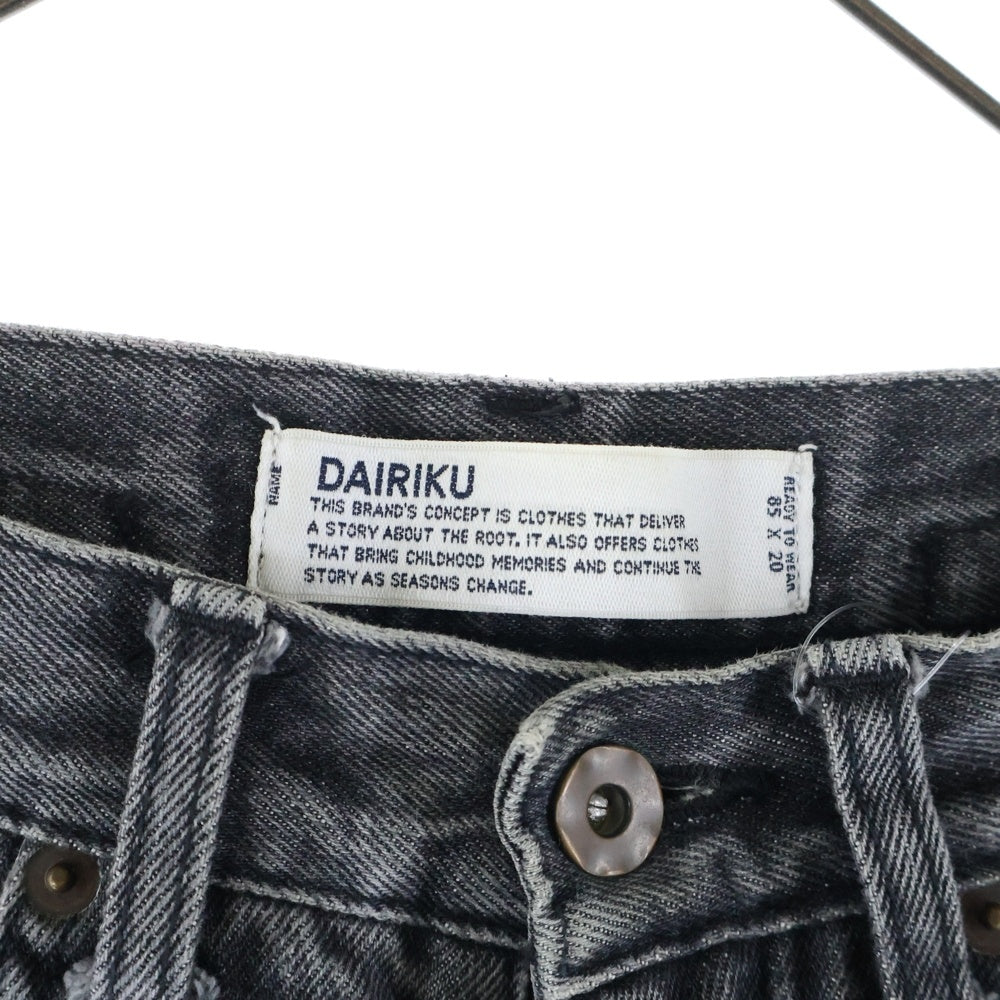 NAME
DAIRIKU
THIS BRAND'S CONCEPT IS CLOTHES THAT DELIVER
A STORY ABOUT THE ROOT. IT ALSO OFFERS CLOTHES
THAT BRING CHILDHOOD MEMORIES AND CONTINUE THE
STORY AS SEASONS CHANGE.
READY TO WEAR
85 X 20